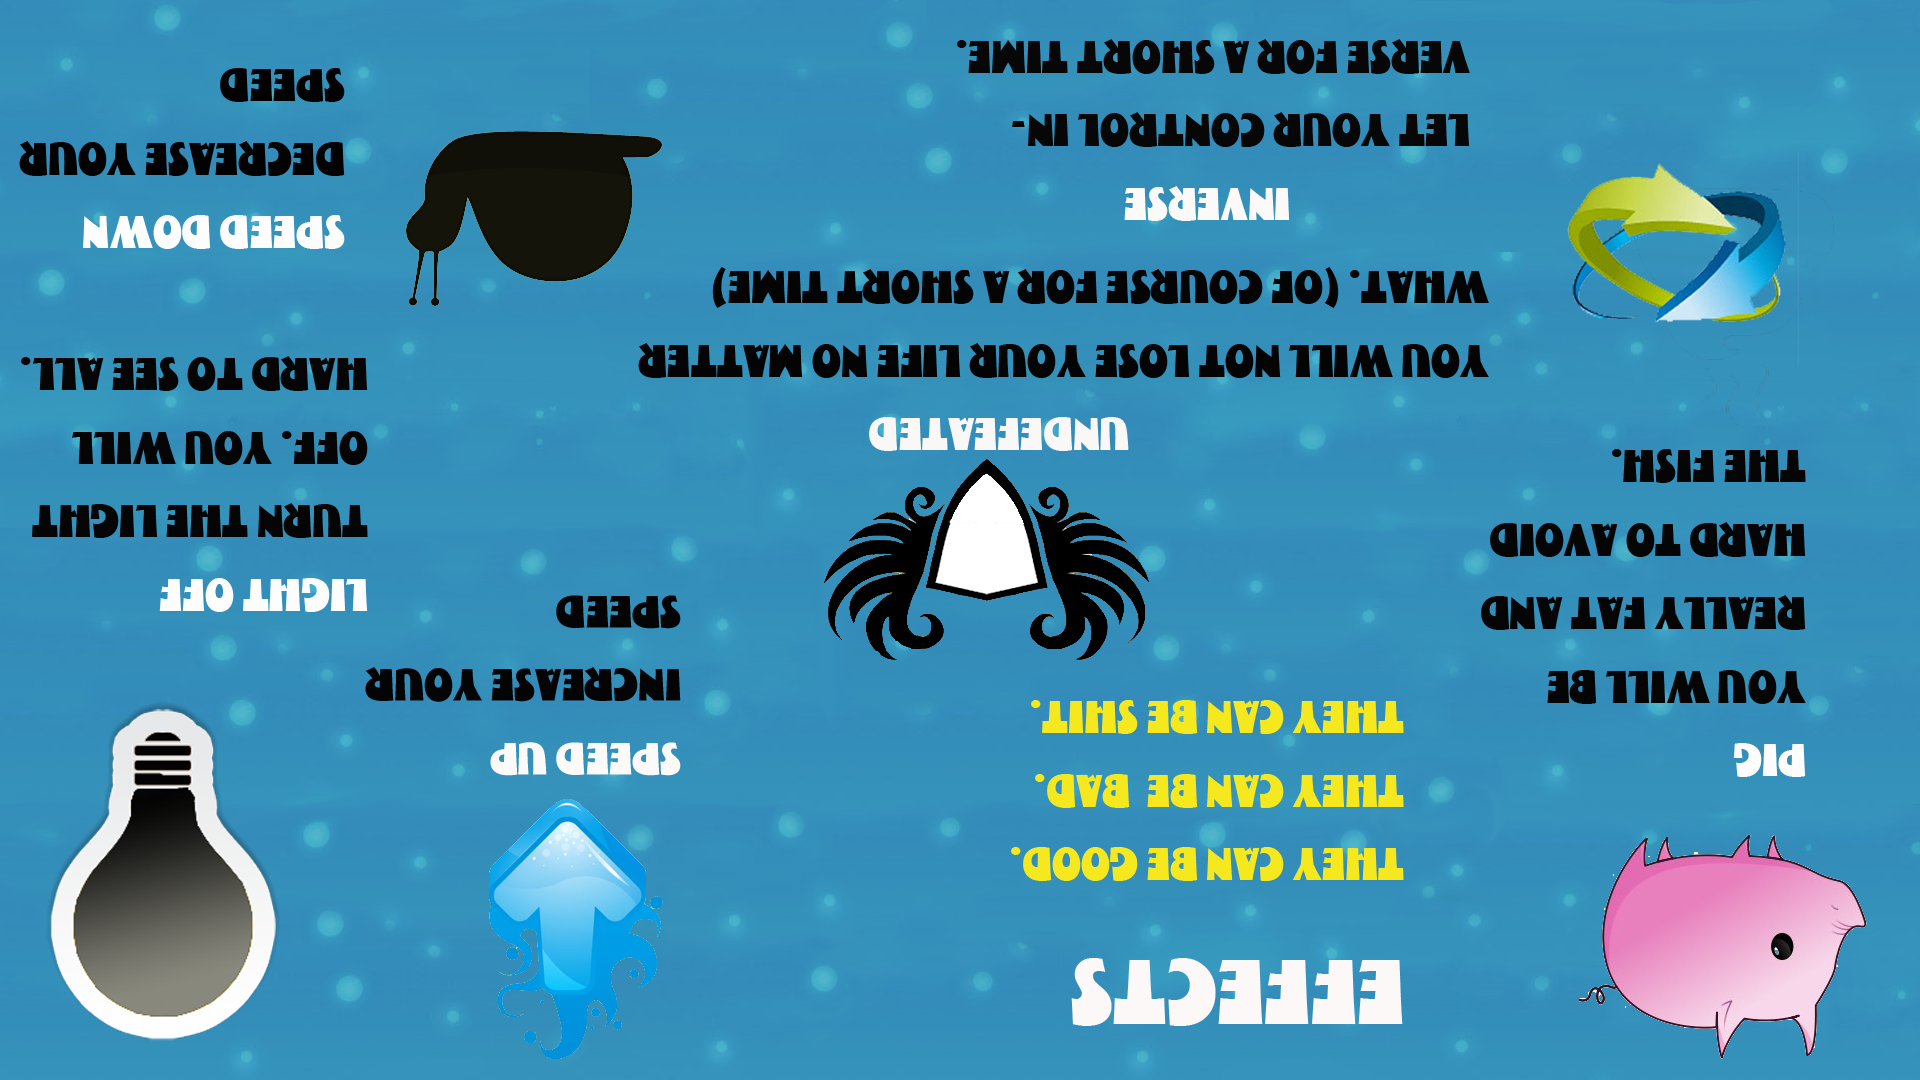 EFFECTS
THEY CAN BE GOOD.
THEY CAN BE BAD.
THEY CAN BE SHIT.
PIG
YOU WILL BE
REALLY FAT AND
HARD TO AVOID
THE FISH.
SPEED UP
INCREASE YOUR
SPEED
LIGHT OFF
TURN THE LIGHT
OFF. YOU WILL
HARD TO SEE ALL.
UNDEFEATED
YOU WILL NOT LOSE YOUR LIFE NO MATTER
WHAT. (OF COURSE FOR A SHORT TIME)
INVERSE
LET YOUR CONTROL IN-
VERSE FOR A SHORT TIME.
SPEED DOWN
DECREASE YOUR
SPEED